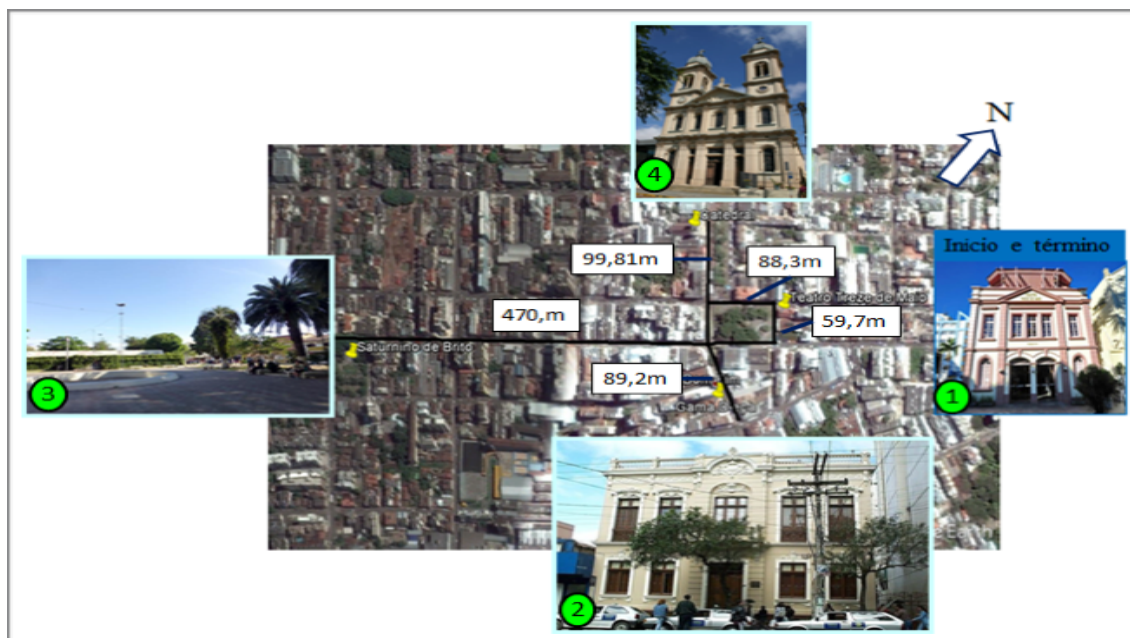 N
4
Início e término
Catedral
99,81m
88,3m
Teatro Treze de Maio
470,m
59,7m
Saturnino de Brito
89,2m
3
1
2